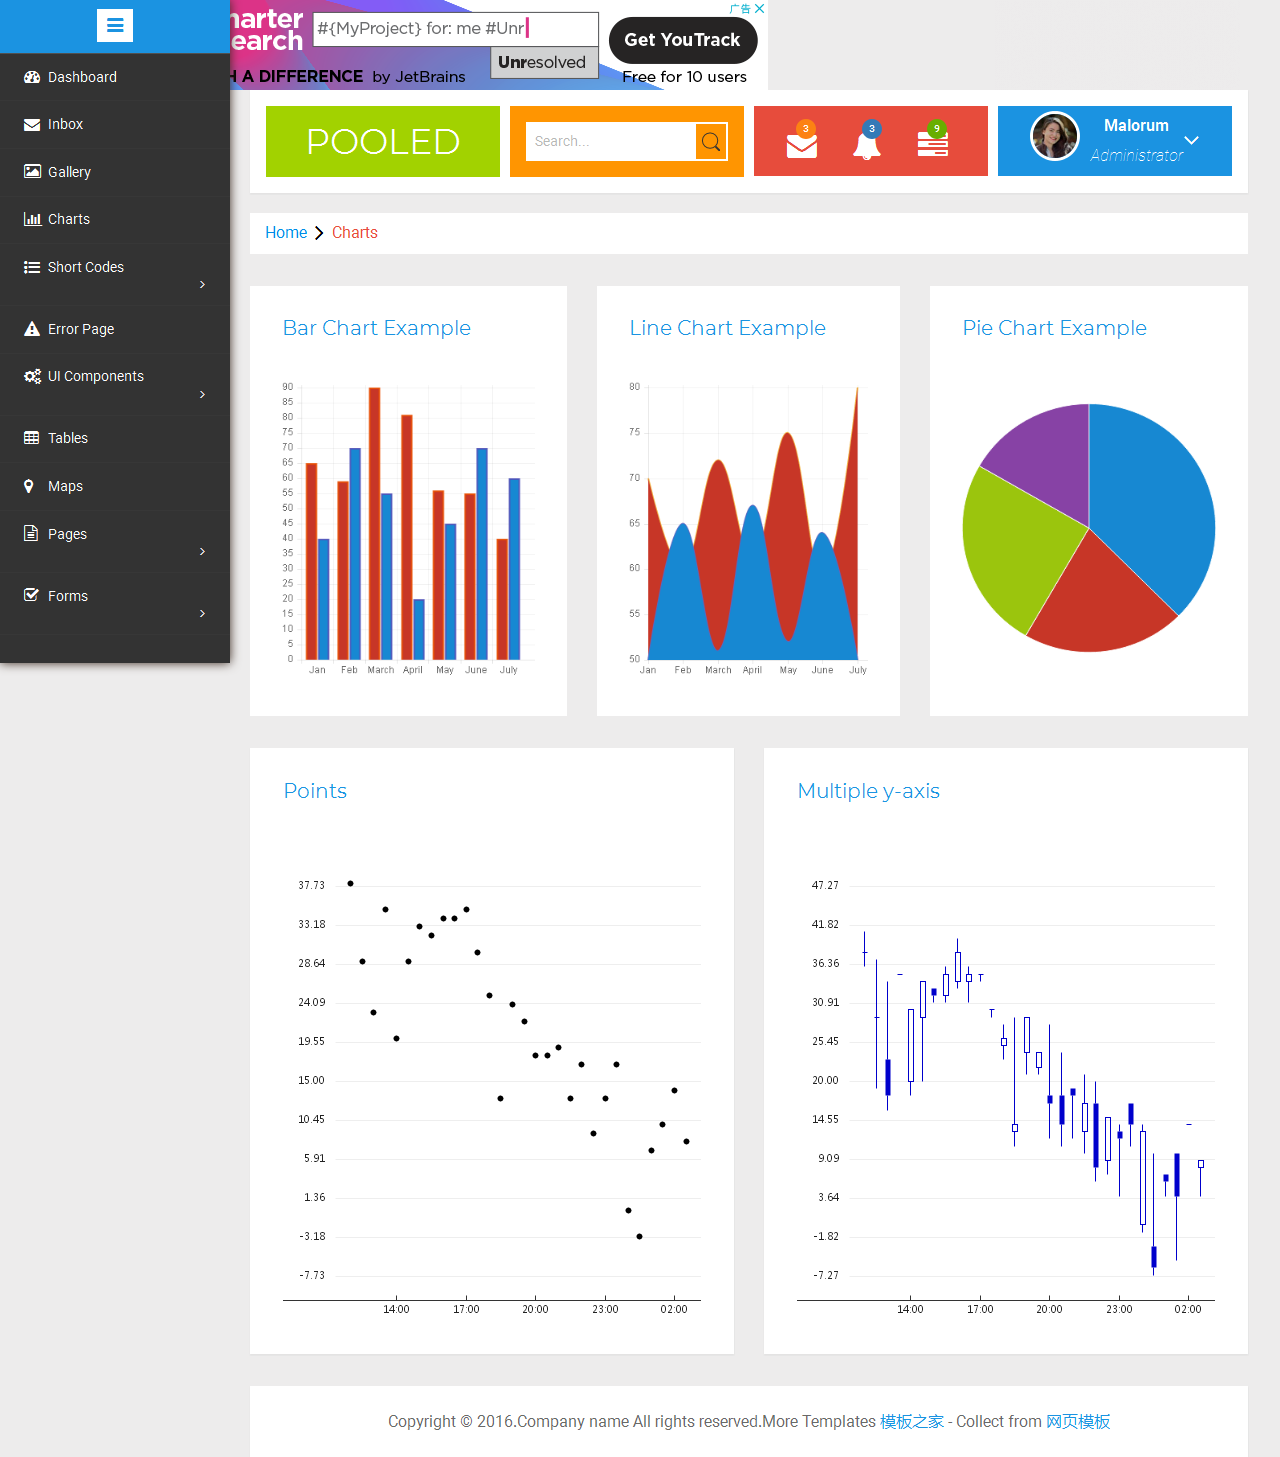 harter
search
#{MyProject} for: me #Unr
Unresolved
H A DIFFERENCE by JetBrains
Get YouTrack
Free for 10 users
广告
Dashboard
Inbox
Gallery
Charts
Short Codes
Error Page
UI Components
Tables
Maps
Pages
Forms
POOLED
Search...
3
3
9
Malorum
Administrator
Home
Charts
Bar Chart Example
90
85
80
75
70
65
60
55
50
45
40
35
30
25
20
15
10
5
0
Jan Feb March April May June July
Line Chart Example
80
75
70
65
60
55
50
Jan Feb March April May June July
Pie Chart Example
Points
37.73
33.18
28.64
24.09
19.55
15.00
10.45
5.91
1.36
-3.18
-7.73
14:00 17:00 20:00 23:00 02:00
Multiple y-axis
47.27
41.82
36.36
30.91
25.45
20.00
14.55
9.09
3.64
-1.82
-7.27
14:00 17:00 20:00 23:00 02:00
Copyright © 2016.Company name All rights reserved.More Templates 模板之家 - Collect from 网页模板